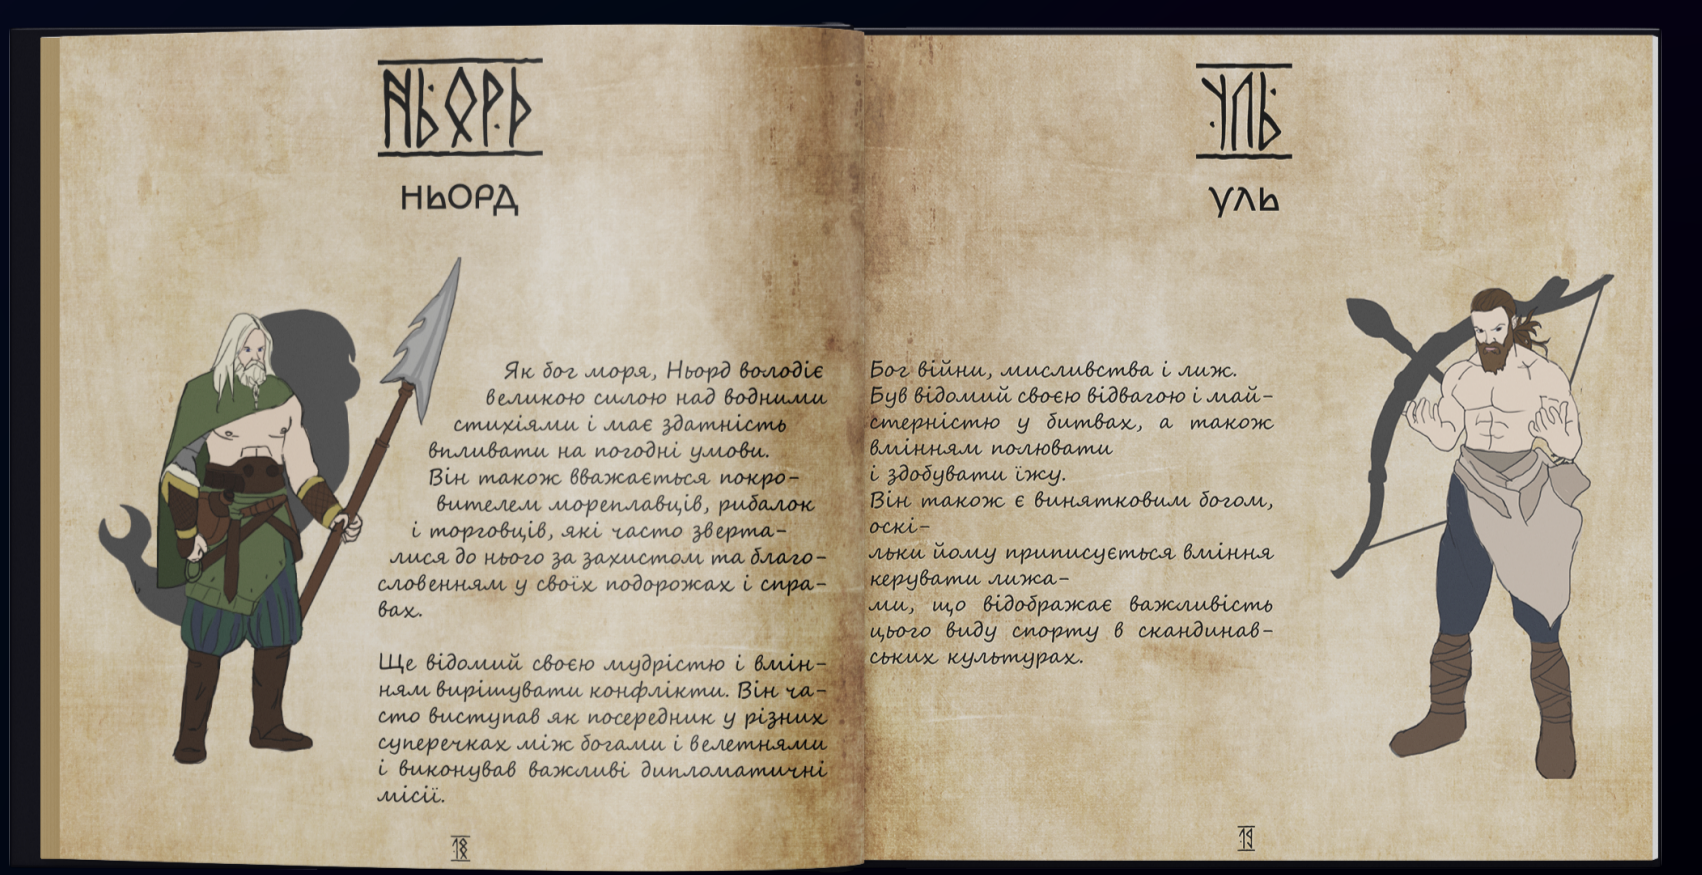 НЬОРД
НЬОРД
Як бог моря, Ньорд володіє
великою силою над водними
стихіями і має здатність
впливати на погодні умови.
Він також вважається покро-
вителем мореплавців, рибалок
і торговців, які часто зверта-
лися до нього за захистом та благо-
словенням у своїх подорожах і спра-
вах.
Ще відомий своєю мудрістю і вмін-
ням вирішувати конфлікти. Він ча-
сто виступав як посередник у різних
суперечках між богами і велетнями
і виконував важливі дипломатичні
місії.
18
УЛЬ
УЛЬ
Бог війни, мисливства і лиж.
Був відомий своєю відвагою і май-
стерністю у битвах, а також
вмінням полювати
і здобувати їжу.
Він також є винятковим богом,
оскі-
льки йому приписується вміння
керувати лижа-
ми, що відображає важливість
цього виду спорту в скандинав-
ських культурах.
19